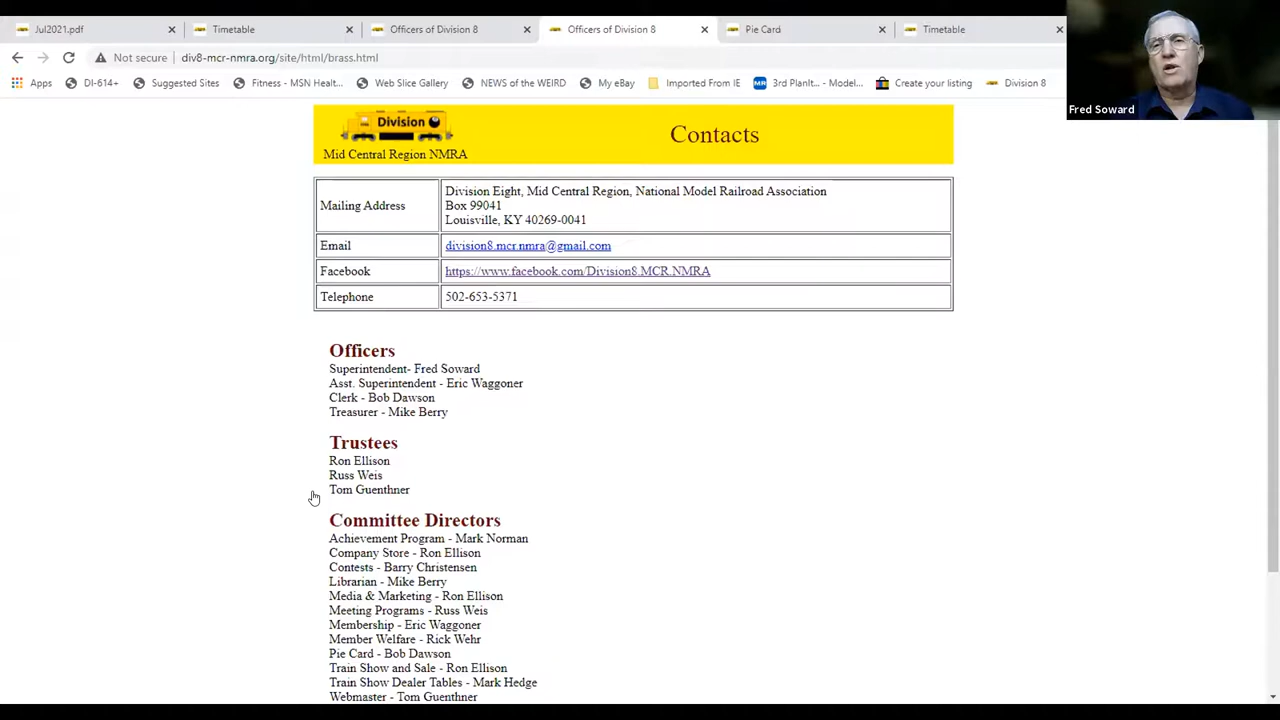 Jul2021.pdf
Timetable
Officers of Division 8
Officers of Division 8
Pie Card
Timetable
Not secure
div8-mcr-nmra.org/site/html/brass.html
Apps
DI-614+
Suggested Sites
Fitness - MSN Healt...
Web Slice Gallery
NEWS of the WEIRD
My eBay
Imported From IE
MR
3rd PlanIt... - Model...
Create your listing
Division 8
Fred Soward
Division 8
Mid Central Region NMRA
Contacts
Mailing Address
Division Eight, Mid Central Region, National Model Railroad Association
Box 99041
Louisville, KY 40269-0041
Email
division8.mcr.nmra@gmail.com
Facebook
https://www.facebook.com/Division8.MCR.NMRA
Telephone
502-653-5371
Officers
Superintendent- Fred Soward
Asst. Superintendent - Eric Waggoner
Clerk - Bob Dawson
Treasurer - Mike Berry
Trustees
Ron Ellison
Russ Weis
Tom Guenthner
Committee Directors
Achievement Program - Mark Norman
Company Store - Ron Ellison
Contests - Barry Christensen
Librarian - Mike Berry
Media & Marketing - Ron Ellison
Meeting Programs - Russ Weis
Membership - Eric Waggoner
Member Welfare - Rick Wehr
Pie Card - Bob Dawson
Train Show and Sale - Ron Ellison
Train Show Dealer Tables - Mark Hedge
Webmaster - Tom Guenthner